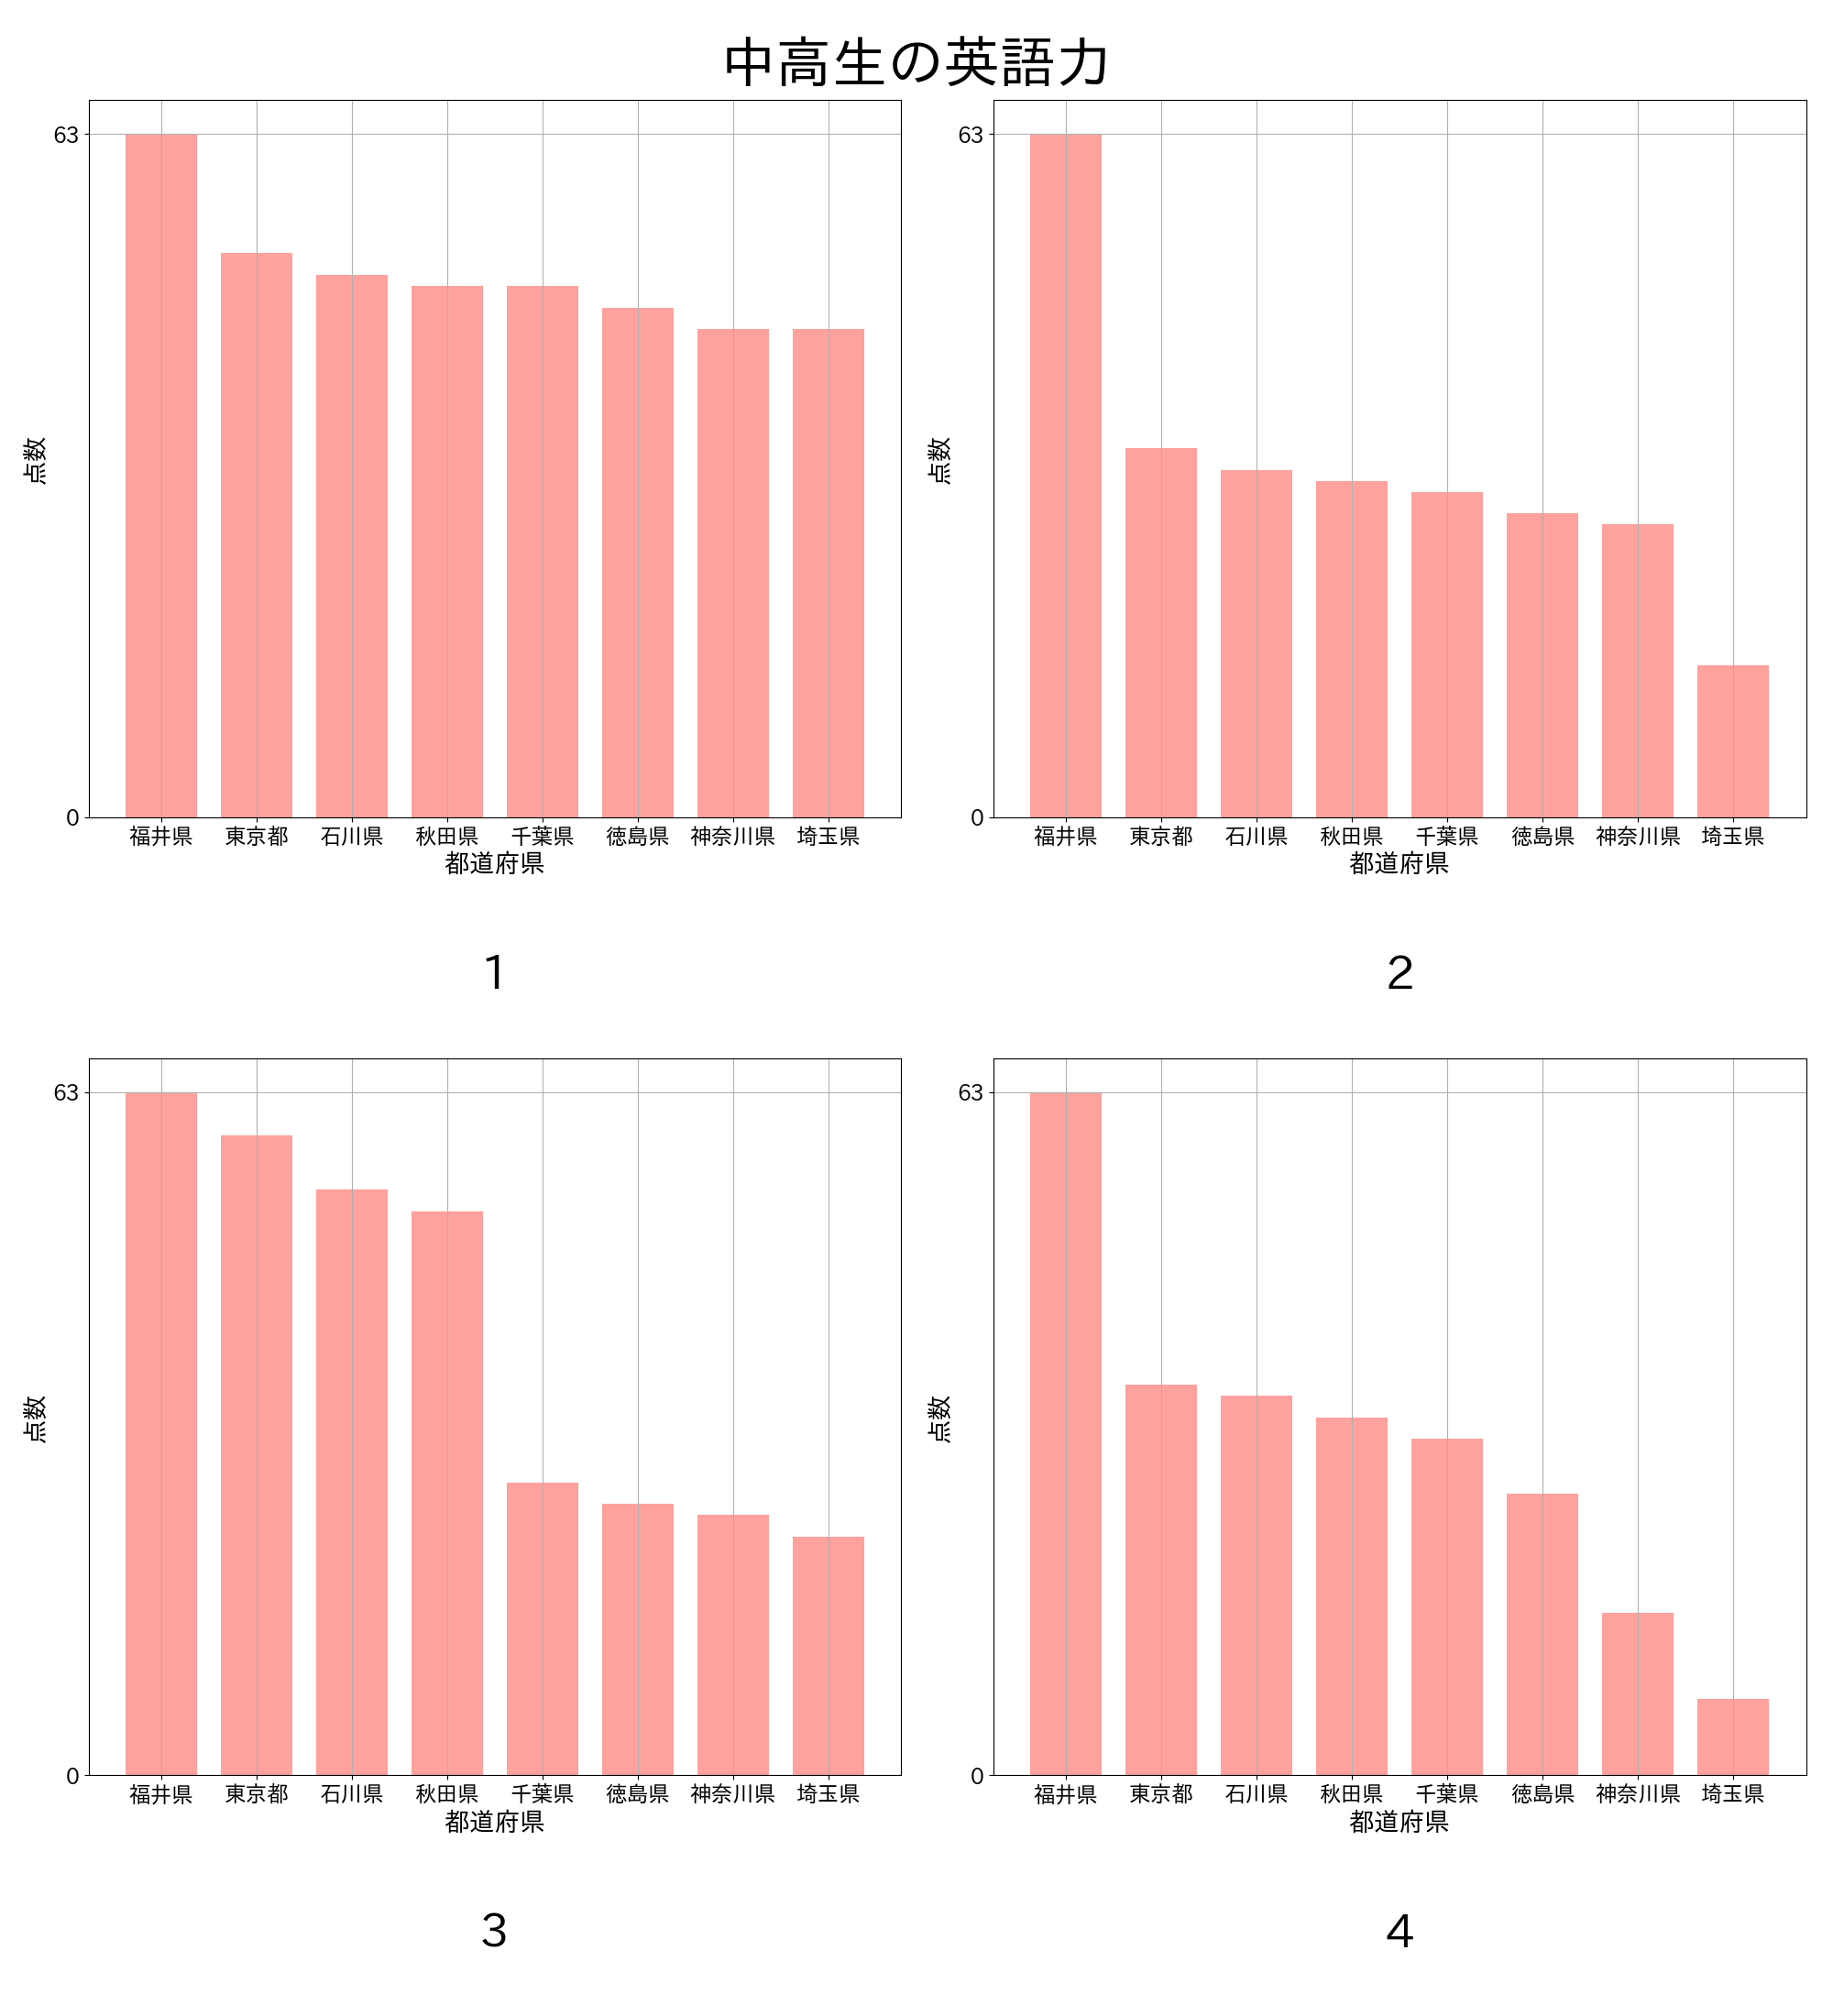 中高生の英語力
63
0
点数
福井県 東京都 石川県 秋田県 千葉県 徳島県 神奈川県 埼玉県
都道府県
1
63
0
点数
福井県 東京都 石川県 秋田県 千葉県 徳島県 神奈川県 埼玉県
都道府県
2
63
0
点数
福井県 東京都 石川県 秋田県 千葉県 徳島県 神奈川県 埼玉県
都道府県
3
63
0
点数
福井県 東京都 石川県 秋田県 千葉県 徳島県 神奈川県 埼玉県
都道府県
4